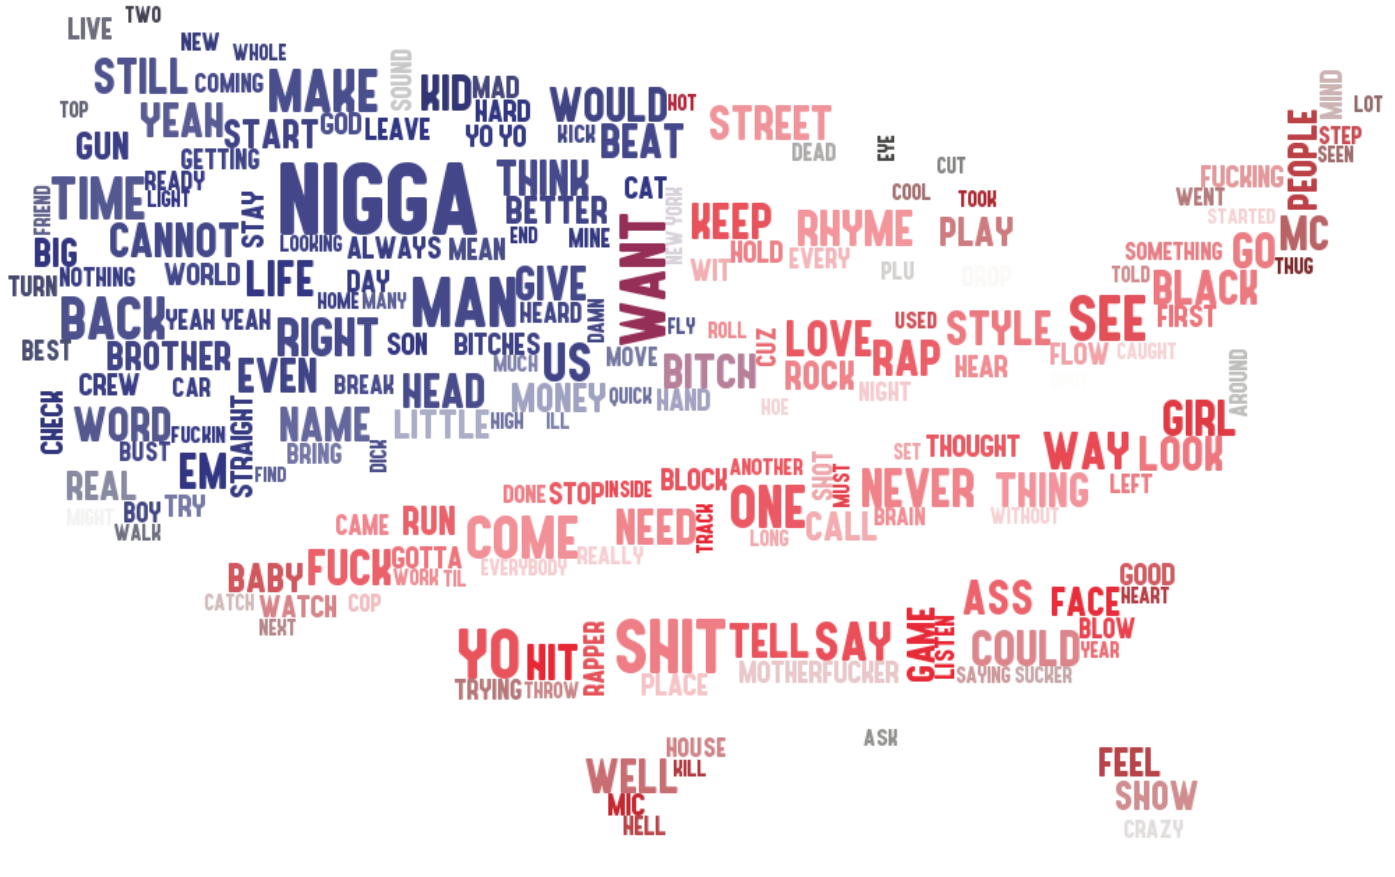 TWO
LIVE
NEW
WHOLE
STILL
COMING
MAKE
SOUND
KID
MAD
HARD
WOULD
HOT
TOP
YEAH
START
GOD
LEAVE
YO YO
KICK
BEAT
STREET
DEAD
EYE
CUT
MIND
LOT
PEOPLE
STEP
SEEN
GUN
GETTING
READY
LIGHT
TIME
FRIEND
STAY
NIGGA
THINK
BETTER
CAT
WANT
NEW YORK
COOL
TOOK
FUCKING
WENT
STARTED
MC
THUG
BIG
CANNOT
LOOKING
ALWAYS
MEAN
END
MINE
KEEP
HOLD
WIT
RHYME
EVERY
PLAY
PLU
DROP
SOMETHING
GO
TOLD
BLACK
FIRST
TURN
NOTHING
WORLD
LIFE
DAY
HOME
MANY
MAN
GIVE
HEARD
DAMN
BACK
YEAH YEAH
RIGHT
SON
BITCHES
MUCH
US
MOVE
FLY
ROLL
CUZ
LOVE
USED
RAP
STYLE
SEE
HEAR
FLOW
CAUGHT
BEST
BROTHER
CREW
CAR
EVEN
BREAK
HEAD
MONEY
QUICK
BITCH
HAND
ROCK
NIGHT
HOE
AROUND
CHECK
WORD
FUCKIN
BUST
STRAIGHT
NAME
BRING
LITTLE
HIGH
ILL
DICK
GIRL
LOOK
WAY
THOUGHT
SET
LEFT
EM
FIND
REAL
MIGHT
BOY
TRY
WALK
DONE
STOP
INSIDE
BLOCK
ANOTHER
SHOT
MUST
NEVER
THING
WITHOUT
BRAIN
CAME
RUN
COME
EVERYBODY
REALLY
NEED
TRACK
ONE
LONG
CALL
BABY
FUCK
GOTTA
WORK
TIL
CATCH
WATCH
COP
NEXT
ASS
FACE
GOOD
HEART
YO
HIT
RAPPER
SHIT
PLACE
TELL
SAY
MOTHERFUCKER
GAME
LISTEN
COULD
BLOW
YEAR
SAYING
SUCKER
TRYING
THROW
HOUSE
WELL
KILL
MIC
HELL
ASK
FEEL
SHOW
CRAZY